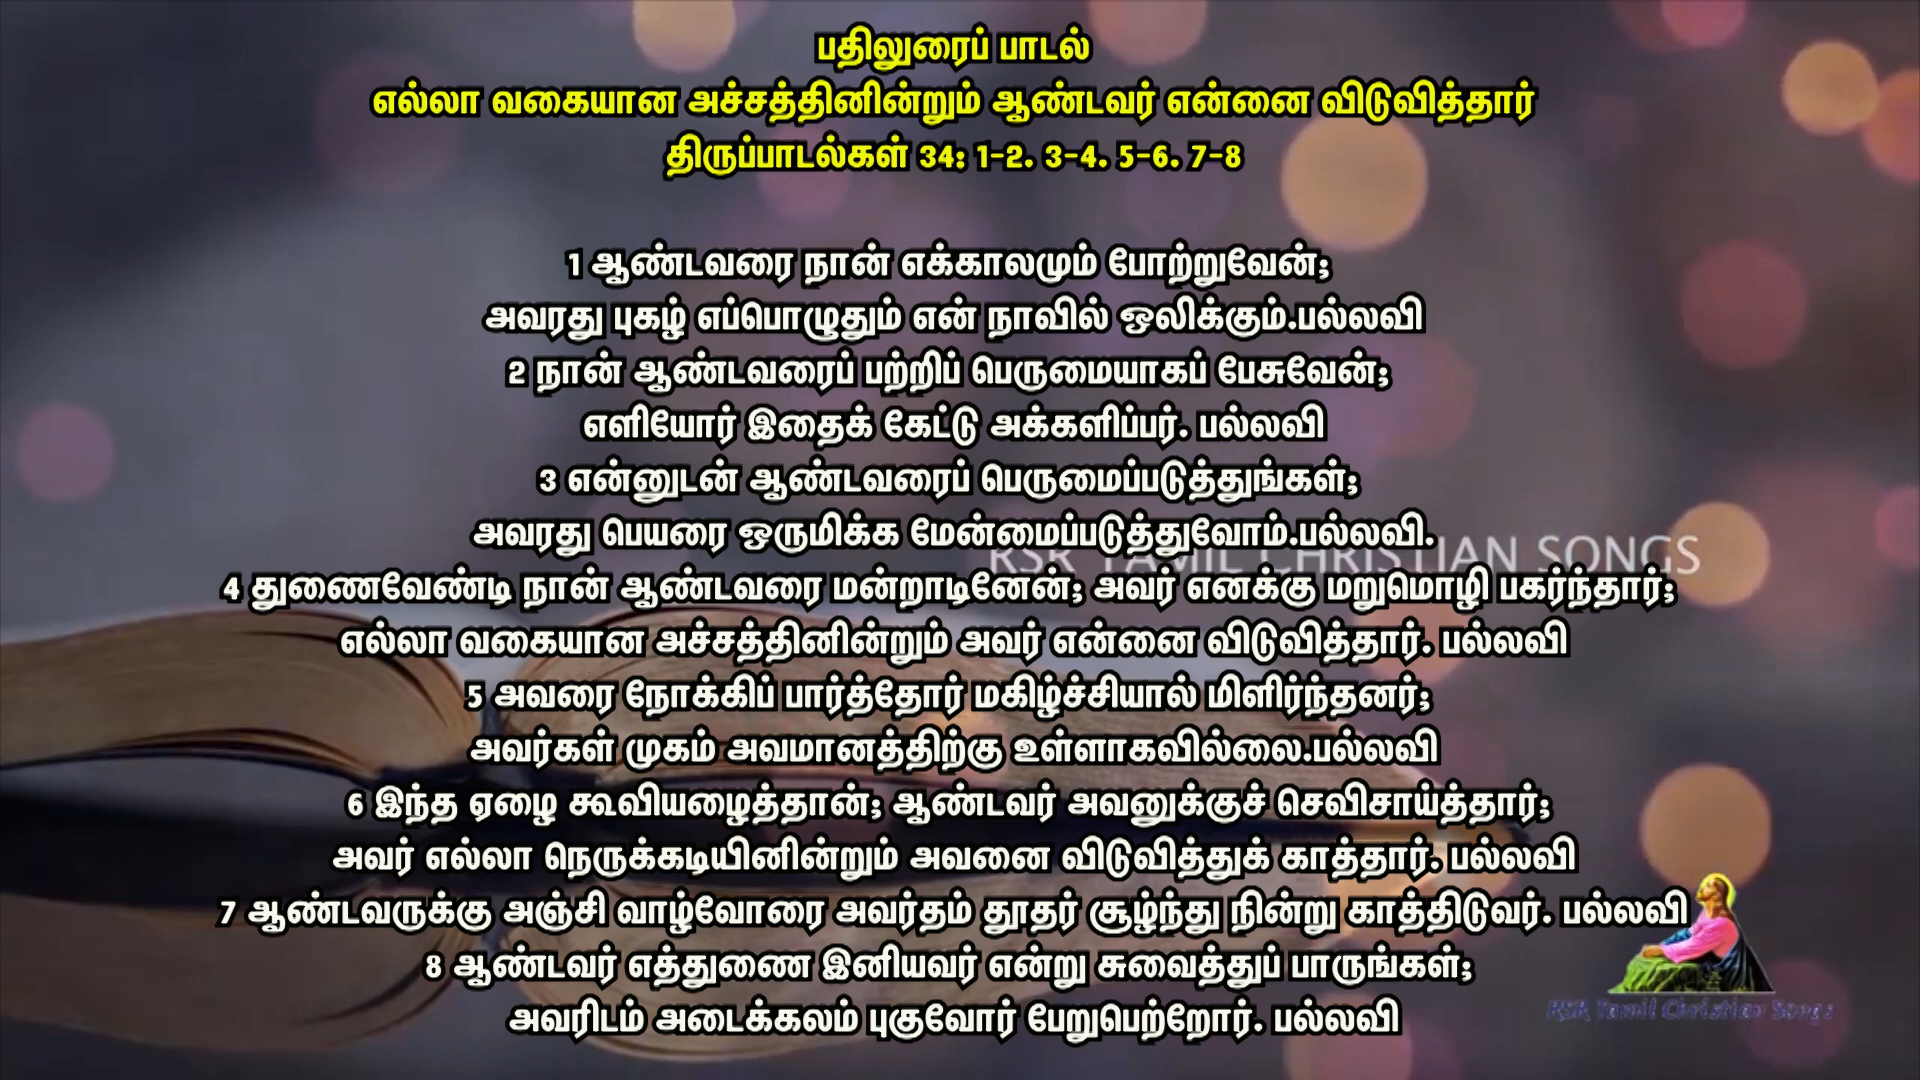 பதிலுரைப் பாடல்
எல்லா வகையான அச்சத்தினின்றும் ஆண்டவர் என்னை விடுவித்தார்
திருப்பாடல்கள் 34: 1-2. 3-4. 5-6. 7-8
1 ஆண்டவரை நான் எக்காலமும் போற்றுவேன்;
அவரது புகழ் எப்பொழுதும் என் நாவில் ஒலிக்கும்.பல்லவி
2 நான் ஆண்டவரைப் பற்றிப் பெருமையாகப் பேசுவேன்;
எளியோர் இதைக் கேட்டு அக்களிப்பர். பல்லவி
3 என்னுடன் ஆண்டவரைப் பெருமைப்படுத்துங்கள்;
அவரது பெயரை ஒருமிக்க மேன்மைப்படுத்துவோம்.பல்லவி.
RSR TAMIL CHRISTIAN SONGS
4 துணைவேண்டி நான் ஆண்டவரை மன்றாடினேன்; அவர் எனக்கு மறுமொழி பகர்ந்தார்;
எல்லா வகையான அச்சத்தினின்றும் அவர் என்னை விடுவித்தார். பல்லவி
5 அவரை நோக்கிப் பார்த்தோர் மகிழ்ச்சியால் மிளிர்ந்தனர்;
அவர்கள் முகம் அவமானத்திற்கு உள்ளாகவில்லை.பல்லவி
6 இந்த ஏழை கூவியழைத்தான்; ஆண்டவர் அவனுக்குச் செவிசாய்த்தார்;
அவர் எல்லா நெருக்கடியினின்றும் அவனை விடுவித்துக் காத்தார். பல்லவி
7 ஆண்டவருக்கு அஞ்சி வாழ்வோரை அவர்தம் தூதர் சூழ்ந்து நின்று காத்திடுவர். பல்லவி
8 ஆண்டவர் எத்துணை இனியவர் என்று சுவைத்துப் பாருங்கள்;
அவரிடம் அடைக்கலம் புகுவோர் பேறுபெற்றோர். பல்லவி
RSR Tamil Christian Songs